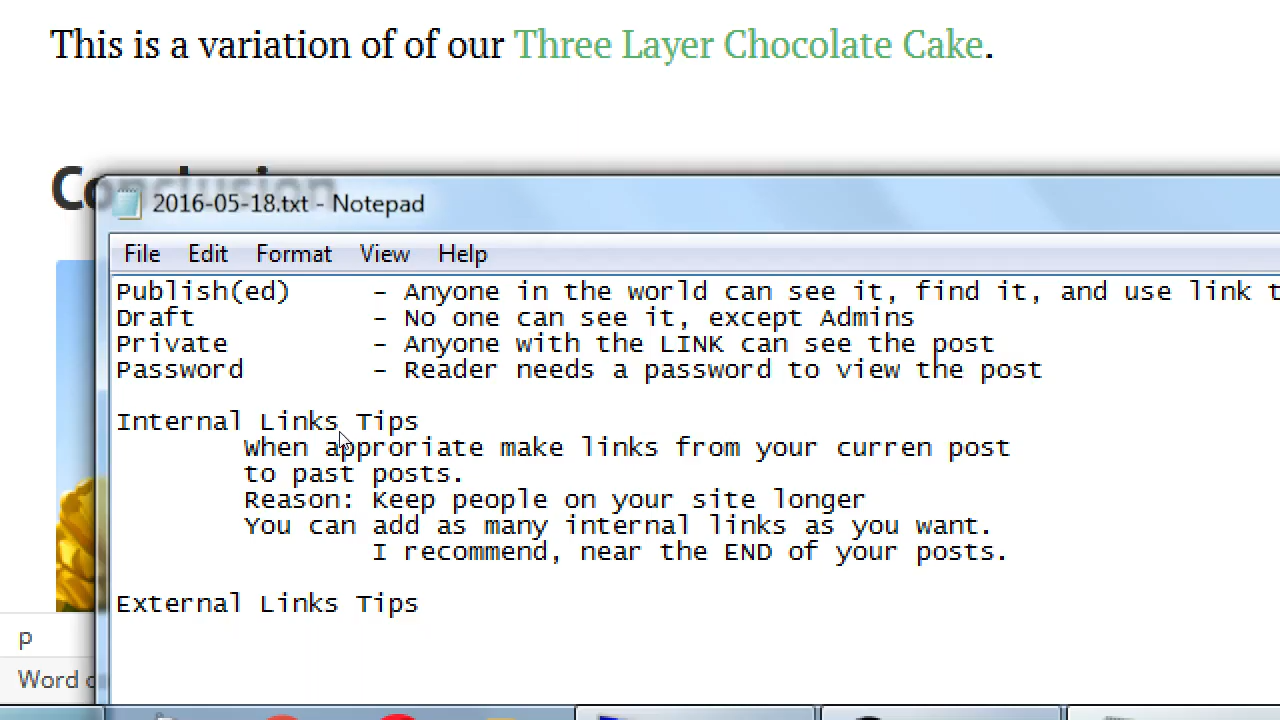 This is a variation of of our Three Layer Chocolate Cake.
Conclusion
2016-05-18.txt - Notepad
File Edit Format View Help
Publish(ed) - Anyone in the world can see it, find it, and use link t
Draft - No one can see it, except Admins
Private - Anyone with the LINK can see the post
Password - Reader needs a password to view the post
Internal Links Tips
When approriate make links from your curren post
to past posts.
Reason: Keep people on your site longer
You can add as many internal links as you want.
I recommend, near the END of your posts.
External Links Tips
p
Word c